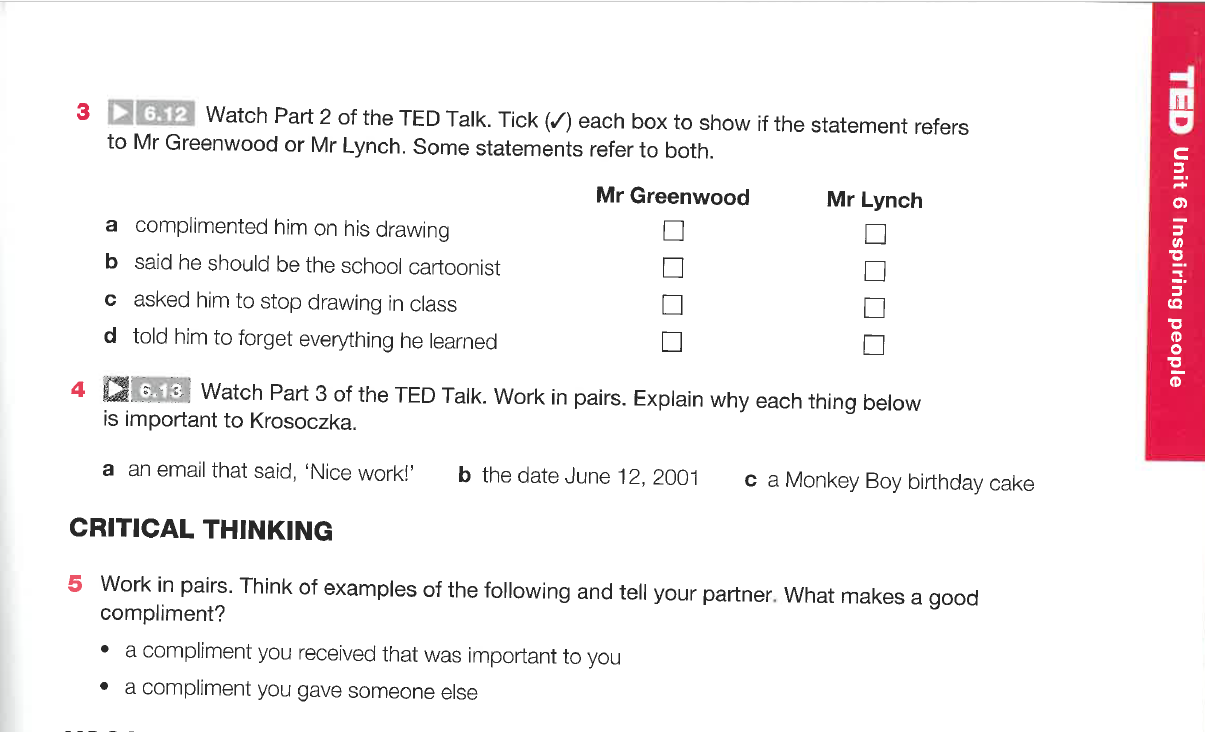 3 ▶ 6.12 Watch Part 2 of the TED Talk. Tick (✓) each box to show if the statement refers
to Mr Greenwood or Mr Lynch. Some statements refer to both.
Mr Greenwood Mr Lynch
a complimented him on his drawing ☐ ☐
b said he should be the school cartoonist ☐ ☐
c asked him to stop drawing in class ☐ ☐
d told him to forget everything he learned ☐ ☐
4 ▶ 6.13 Watch Part 3 of the TED Talk. Work in pairs. Explain why each thing below
is important to Krosoczka.
a an email that said, 'Nice work!' b the date June 12, 2001 c a Monkey Boy birthday cake
CRITICAL THINKING
5 Work in pairs. Think of examples of the following and tell your partner. What makes a good
compliment?
• a compliment you received that was important to you
• a compliment you gave someone else
TED Unit 6 Inspiring people